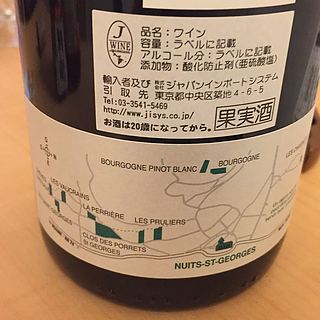 J
WINE
品名：ワイン
容量：ラベルに記載
アルコール分：ラベルに記載
添加物：酸化防止剤(亜硫酸塩)
輸入者及び 株式会社 ジャパンインポートシステム
引取先 東京都中央区築地4-6-5
Tel:03-3541-5469
http://www.jisys.co.jp/
お酒は20歳になってから。
果実酒
BOURGOGNE PINOT BLANC
BOURGOGNE
LES VAUCRAINS
LA PERRIÈRE
LES PRULIERS
CLOS DES PORRETS
ST GEORGES
NUITS-ST-GEORGES